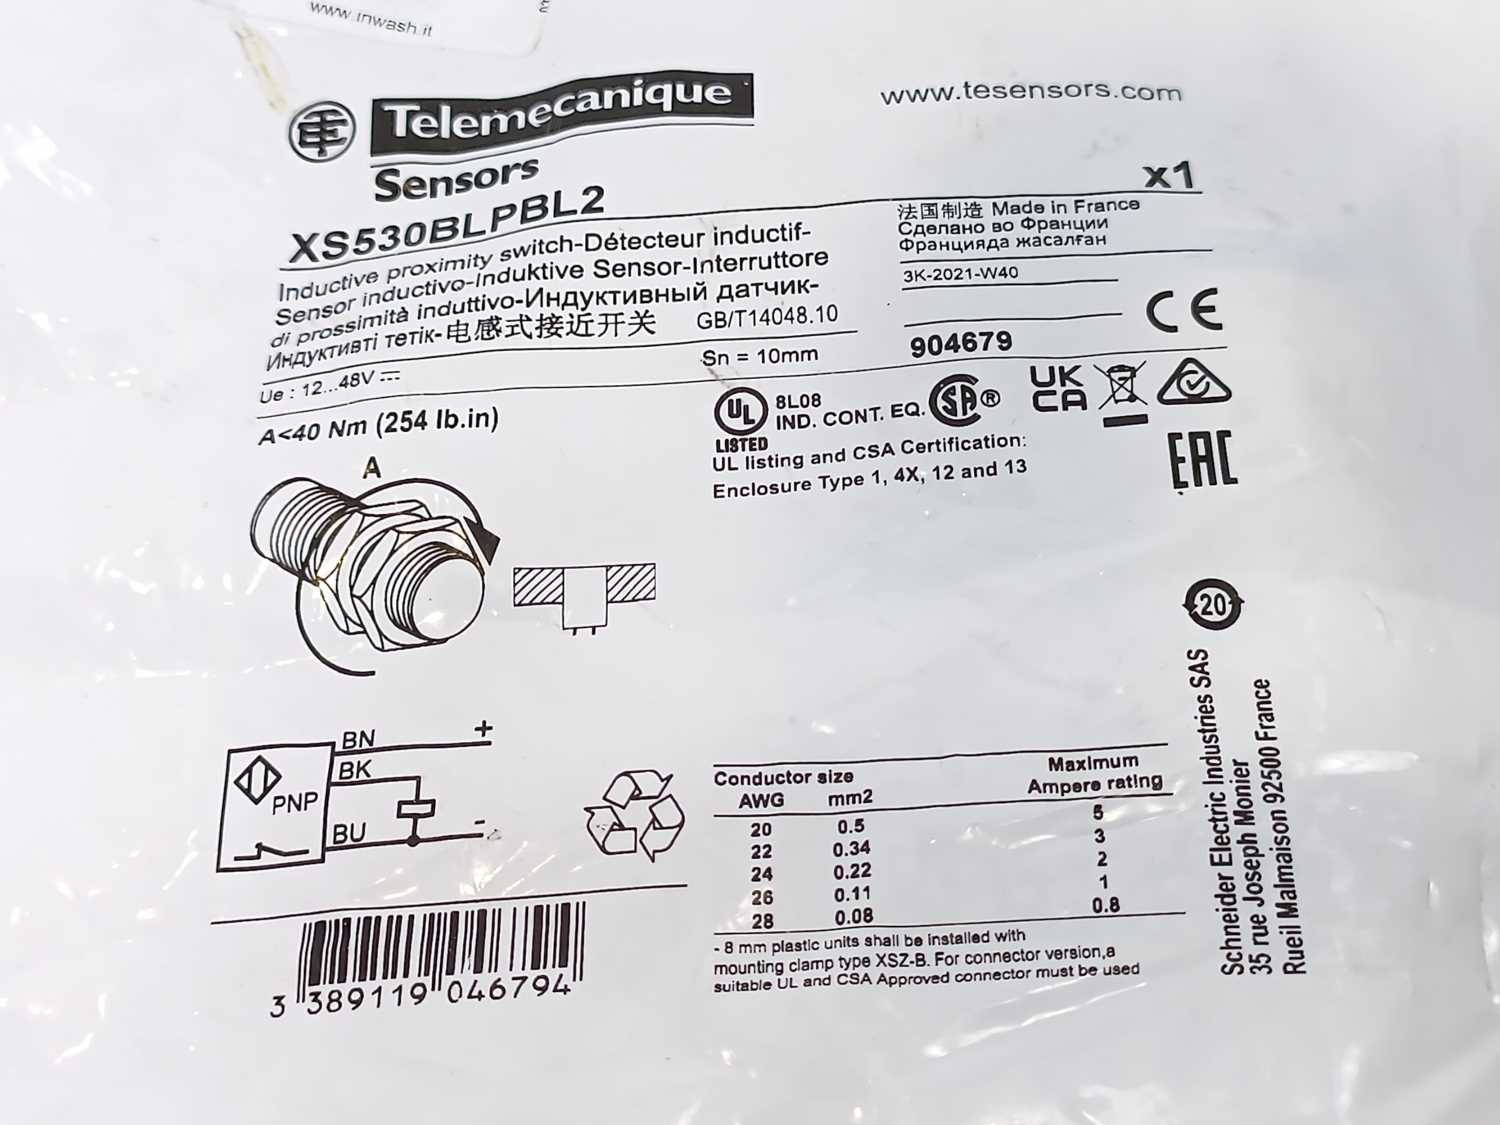 www.inwash.it
Telemecanique
Sensors
www.tesensors.com
XS530BLPBL2
x1
Inductive proximity switch-Détecteur inductif-
Sensor inductivo-Induktive Sensor-Interruttore
di prossimità induttivo-Индуктивный датчик-
Индуктивті тетік-电感式接近开关
GB/T14048.10
法国制造 Made in France
Сделано во Франции
Францияда жасалған
3K-2021-W40
904679
CE
Ue : 12...48V
Sn = 10mm
A<40 Nm (254 lb.in)
UL
LISTED
8L08
IND. CONT. EQ.
SA®
UK
CA
EAC
UL listing and CSA Certification:
Enclosure Type 1, 4X, 12 and 13
A
20
BN
+
BK
PNP
BU
-
Conductor size
Maximum
Ampere rating
AWG mm2
20 0.5 5
22 0.34 3
24 0.22 2
26 0.11 1
28 0.08 0.8
- 8 mm plastic units shall be installed with
mounting clamp type XSZ-B. For connector version,a
suitable UL and CSA Approved connector must be used
3 389119 046794
Schneider Electric Industries SAS
35 rue Joseph Monier
Rueil Malmaison 92500 France